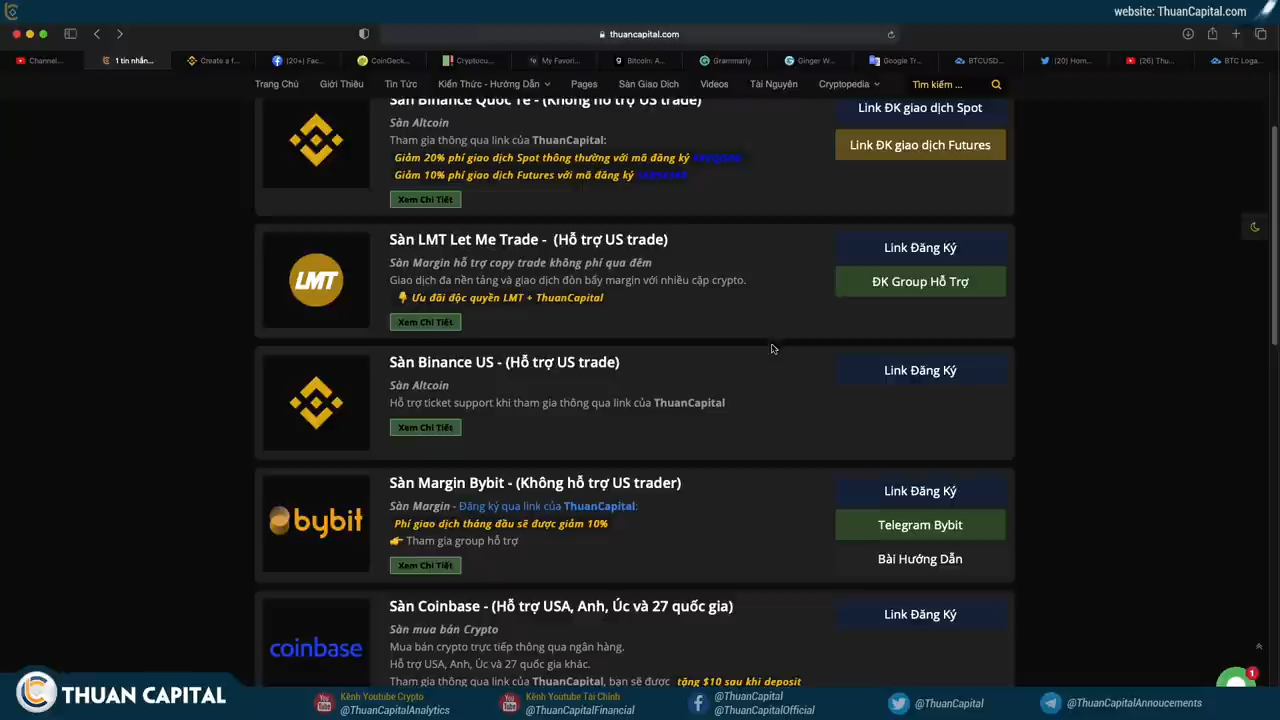 website: ThuanCapital.com
thuancapital.com
Channel...
1 tin nhắn...
Create a f...
(20+) Fac...
CoinGeck...
Cryptocu...
My Favori...
Bitcoin: A...
Grammarly
Ginger W...
Google Tr...
BTCUSD...
(20) Hom...
(26) Thu...
BTC Loga...
Trang Chủ
Giới Thiệu
Tin Tức
Kiến Thức - Hướng Dẫn
Pages
Sàn Giao Dịch
Videos
Tài Nguyên
Cryptopedia
Tìm kiếm ...
Sàn Binance Quốc Tế - (Không hỗ trợ US trade)
Sàn Altcoin
Tham gia thông qua link của ThuanCapital:
Giảm 20% phí giao dịch Spot thông thường với mã đăng ký
Giảm 10% phí giao dịch Futures với mã đăng ký
Xem Chi Tiết
Link ĐK giao dịch Spot
Link ĐK giao dịch Futures
LMT
Sàn LMT Let Me Trade - (Hỗ trợ US trade)
Sàn Margin hỗ trợ copy trade không phí qua đêm
Giao dịch đa nền tảng và giao dịch đòn bẩy margin với nhiều cặp crypto.
👇 Ưu đãi độc quyền LMT + ThuanCapital
Xem Chi Tiết
Link Đăng Ký
ĐK Group Hỗ Trợ
Sàn Binance US - (Hỗ trợ US trade)
Sàn Altcoin
Hỗ trợ ticket support khi tham gia thông qua link của ThuanCapital
Xem Chi Tiết
Link Đăng Ký
bybit
Sàn Margin Bybit - (Không hỗ trợ US trader)
Sàn Margin - Đăng ký qua link của ThuanCapital:
Phí giao dịch tháng đầu sẽ được giảm 10%
👉 Tham gia group hỗ trợ
Xem Chi Tiết
Link Đăng Ký
Telegram Bybit
Bài Hướng Dẫn
coinbase
Sàn Coinbase - (Hỗ trợ USA, Anh, Úc và 27 quốc gia)
Sàn mua bán Crypto
Mua bán crypto trực tiếp thông qua ngân hàng.
Hỗ trợ USA, Anh, Úc và 27 quốc gia khác.
Tham gia thông qua link của ThuanCapital, bạn sẽ được tặng $10 sau khi deposit
Link Đăng Ký
1
THUAN CAPITAL
Kênh Youtube Crypto
@ThuanCapitalAnalytics
Kênh Youtube Tài Chính
@ThuanCapitalFinancial
@ThuanCapital
@ThuanCapitalOfficial
@ThuanCapital
@ThuanCapitalAnnoucements